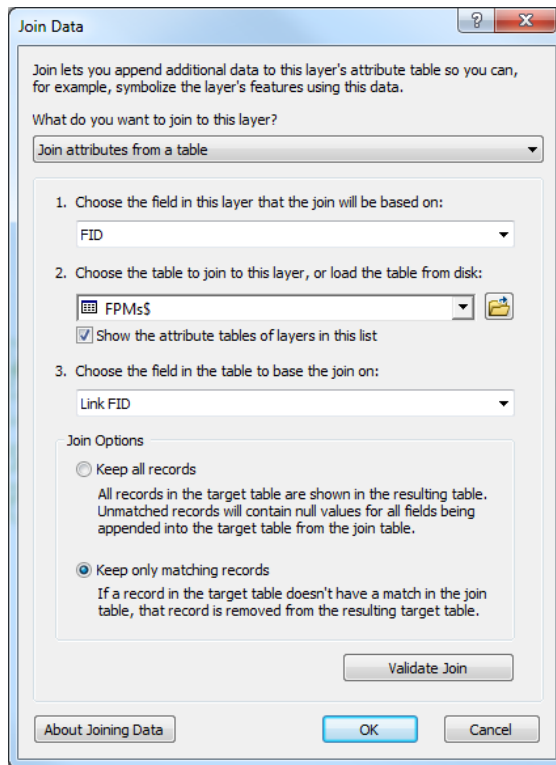 Join Data
?
Join lets you append additional data to this layer's attribute table so you can,
for example, symbolize the layer's features using this data.
What do you want to join to this layer?
Join attributes from a table
1. Choose the field in this layer that the join will be based on:
FID
2. Choose the table to join to this layer, or load the table from disk:
FPMs$
Show the attribute tables of layers in this list
3. Choose the field in the table to base the join on:
Link FID
Join Options
Keep all records
All records in the target table are shown in the resulting table.
Unmatched records will contain null values for all fields being
appended into the target table from the join table.
Keep only matching records
If a record in the target table doesn't have a match in the join
table, that record is removed from the resulting target table.
Validate Join
About Joining Data OK Cancel